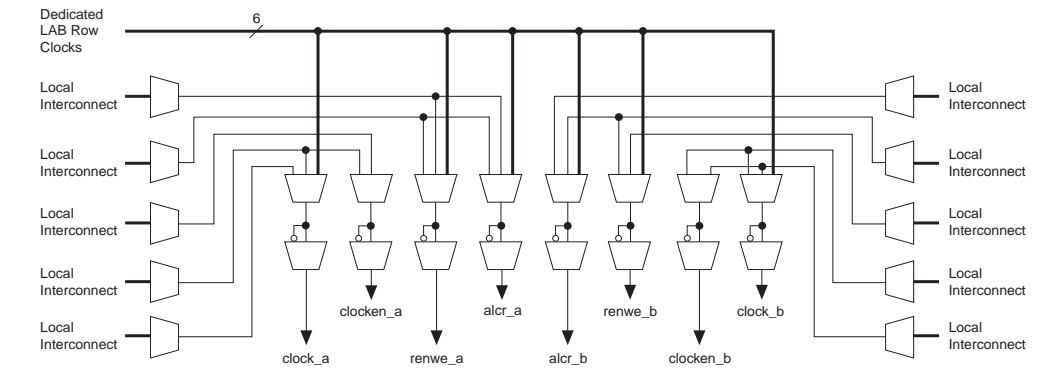 Dedicated
LAB Row
Clocks
6
Local
Interconnect
Local
Interconnect
Local
Interconnect
Local
Interconnect
Local
Interconnect
Local
Interconnect
Local
Interconnect
Local
Interconnect
Local
Interconnect
Local
Interconnect
clocken_a
alcr_a
renwe_b
clock_b
clock_a
renwe_a
alcr_b
clocken_b